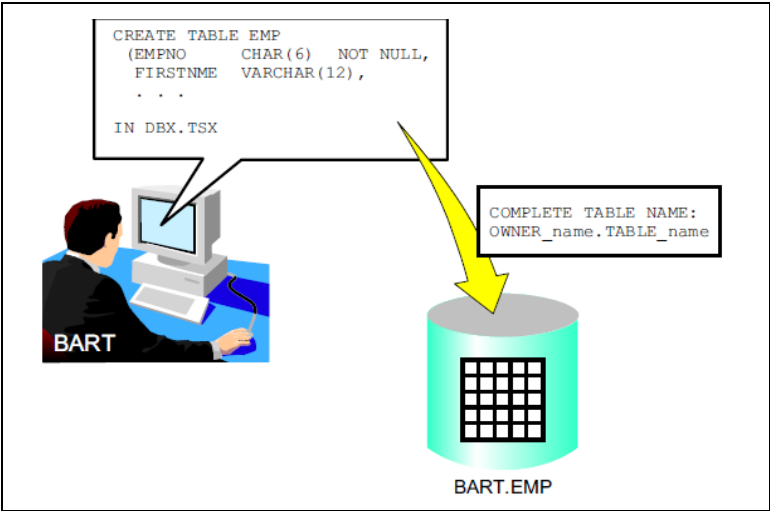 CREATE TABLE EMP
(EMPNO CHAR(6) NOT NULL,
FIRSTNME VARCHAR(12),
. . .
IN DBX.TSX
COMPLETE TABLE NAME:
OWNER_name.TABLE_name
BART
BART.EMP